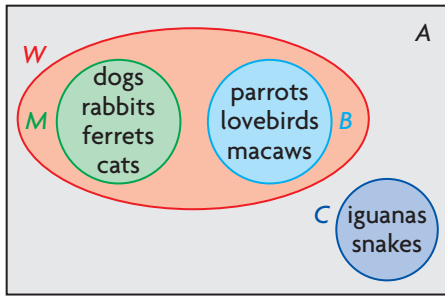 A
W
M
dogs
rabbits
ferrets
cats
parrots
lovebirds
macaws
B
C
iguanas
snakes